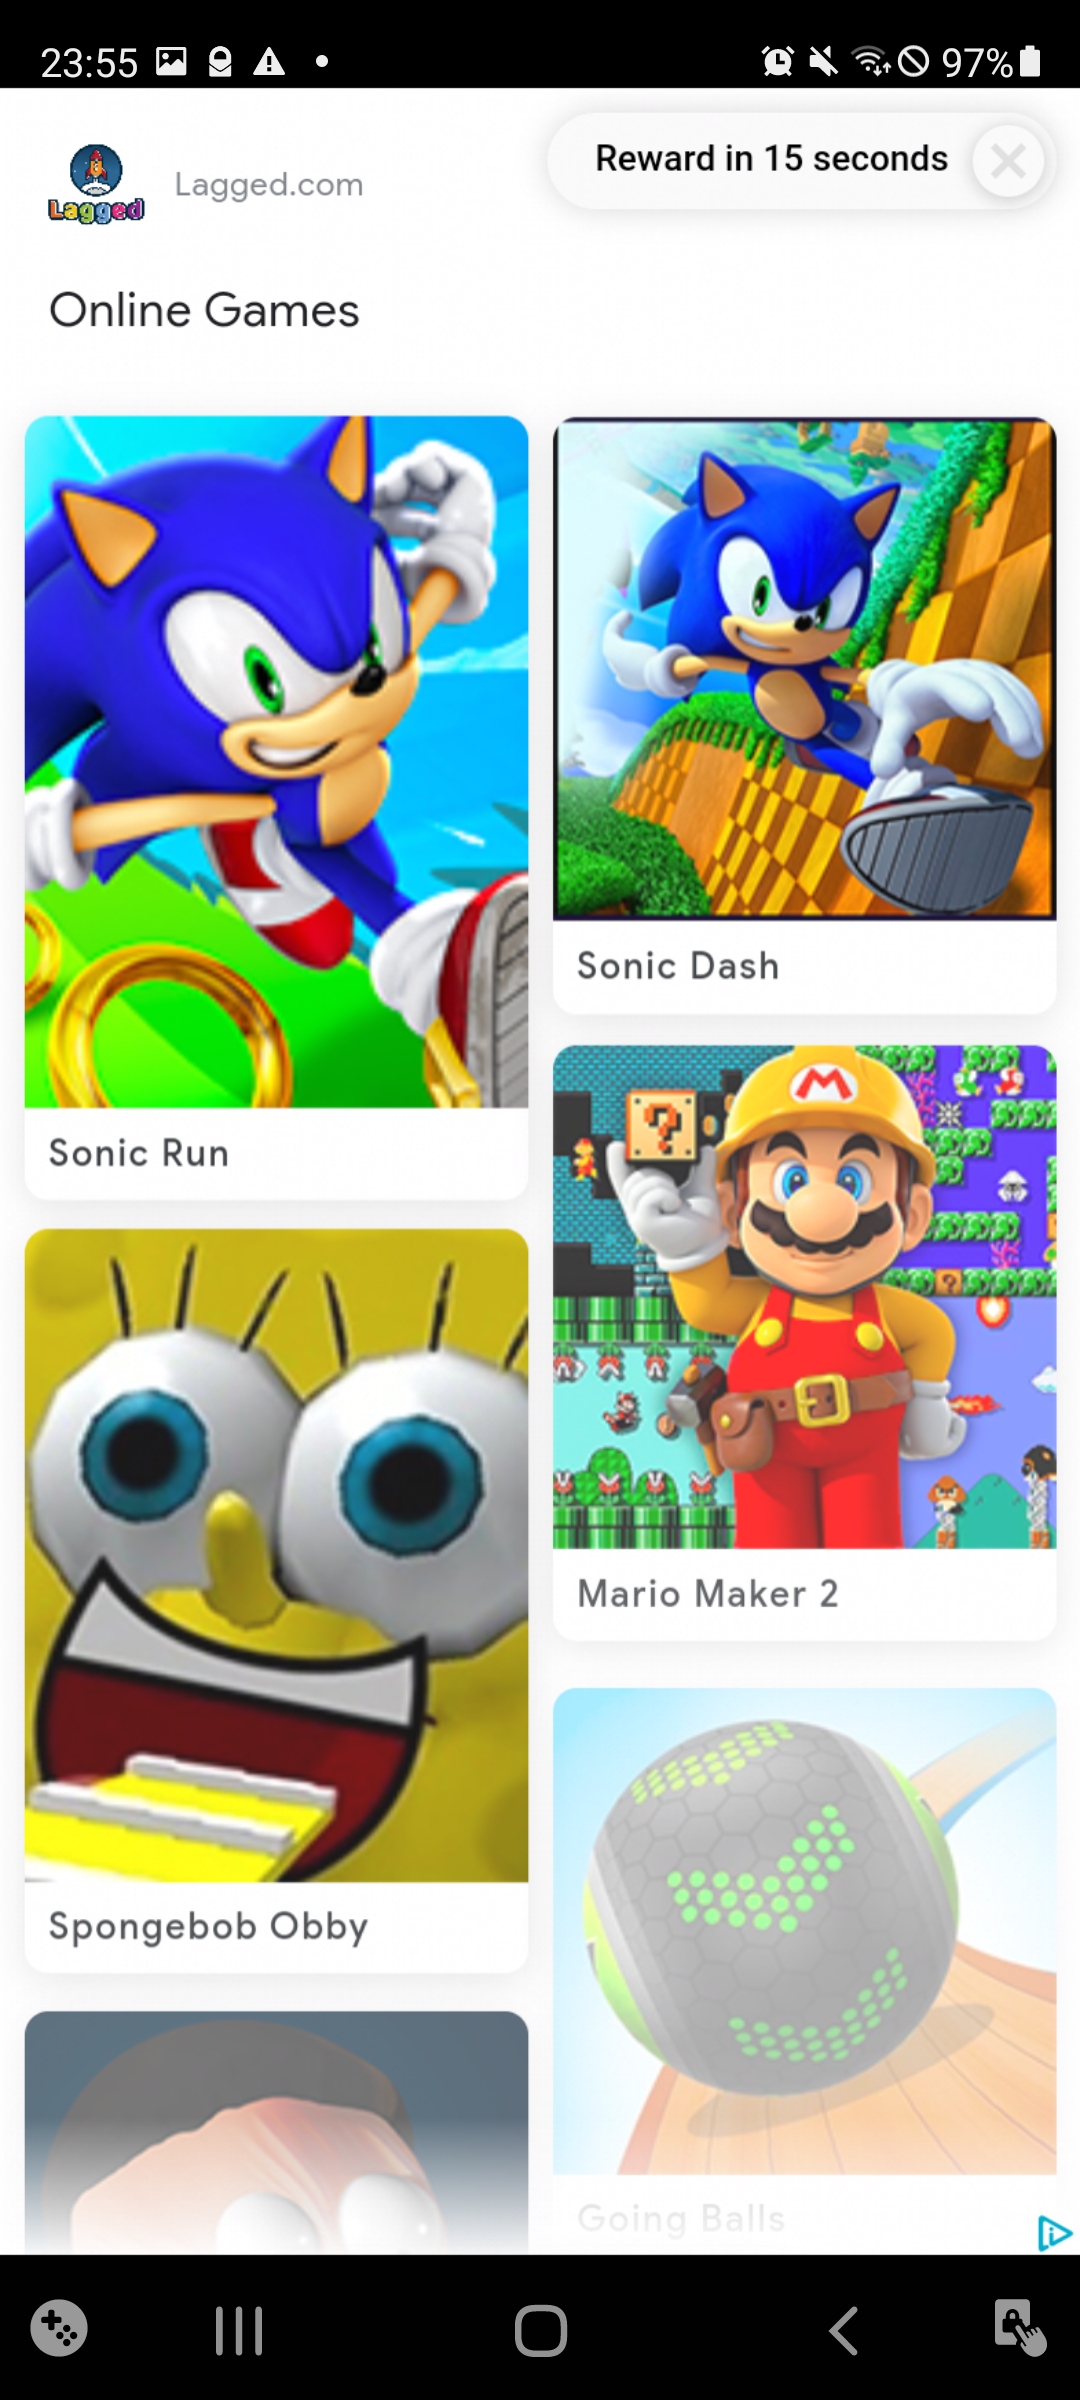 23:55
97%
Lagged
Lagged.com
Reward in 15 seconds
Online Games
Sonic Run
Sonic Dash
M
?
Mario Maker 2
Spongebob Obby
Going Balls